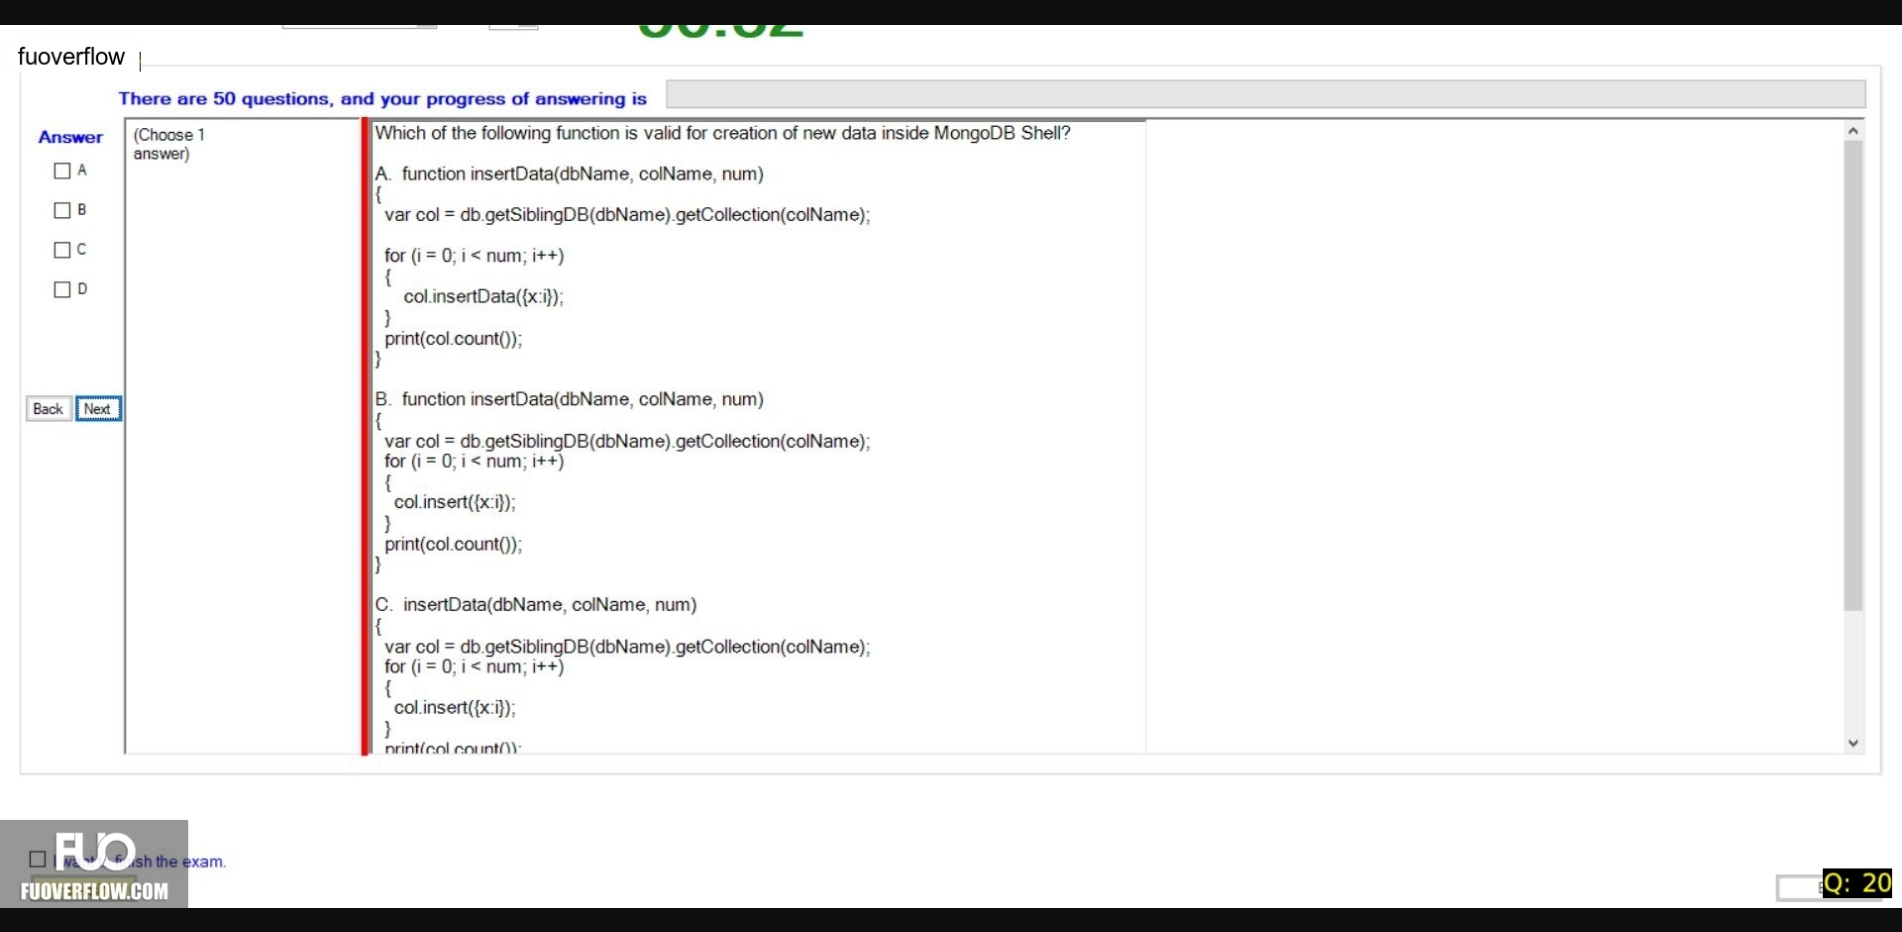 fuoverflow
There are 50 questions, and your progress of answering is
Answer
(Choose 1
answer)
A
B
C
D
Back
Next
Which of the following function is valid for creation of new data inside MongoDB Shell?
A. function insertData(dbName, colName, num)
{
var col = db.getSiblingDB(dbName).getCollection(colName);
for (i = 0; i < num; i++)
{
col.insertData({x:i});
}
print(col.count());
}
B. function insertData(dbName, colName, num)
{
var col = db.getSiblingDB(dbName).getCollection(colName);
for (i = 0; i < num; i++)
{
col.insert({x:i});
}
print(col.count());
}
C. insertData(dbName, colName, num)
{
var col = db.getSiblingDB(dbName).getCollection(colName);
for (i = 0; i < num; i++)
{
col.insert({x:i});
}
print(col.count());
the exam.
FUO
FUOVERFLOW.COM
Q: 20